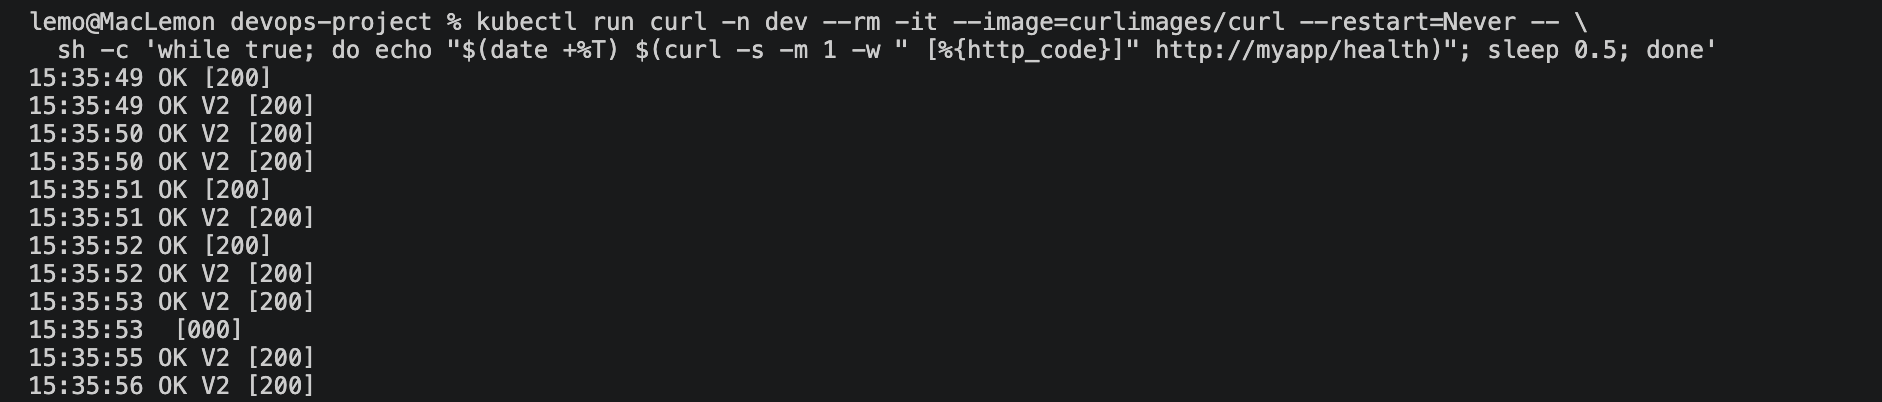 lemo@MacLemon devops-project % kubectl run curl -n dev --rm -it --image=curlimages/curl --restart=Never -- \
  sh -c 'while true; do echo "$(date +%T) $(curl -s -m 1 -w " [%{http_code}]" http://myapp/health)"; sleep 0.5; done'
15:35:49 OK [200]
15:35:49 OK V2 [200]
15:35:50 OK V2 [200]
15:35:50 OK V2 [200]
15:35:51 OK [200]
15:35:51 OK V2 [200]
15:35:52 OK [200]
15:35:52 OK V2 [200]
15:35:53 OK V2 [200]
15:35:53  [000]
15:35:55 OK V2 [200]
15:35:56 OK V2 [200]